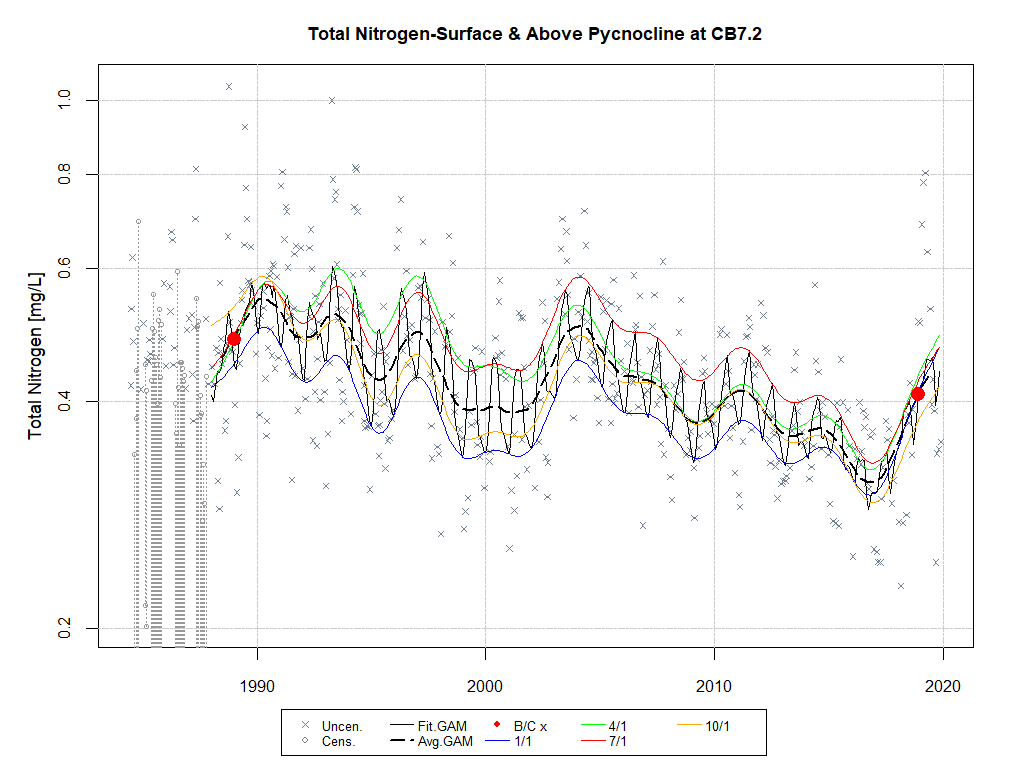 Total Nitrogen-Surface & Above Pycnocline at CB7.2
Total Nitrogen [mg/L]
1.0
0.8
0.6
0.4
0.2
1990 2000 2010 2020
Uncen. Fit.GAM B/C x 4/1 10/1
Cens. Avg.GAM 1/1 7/1